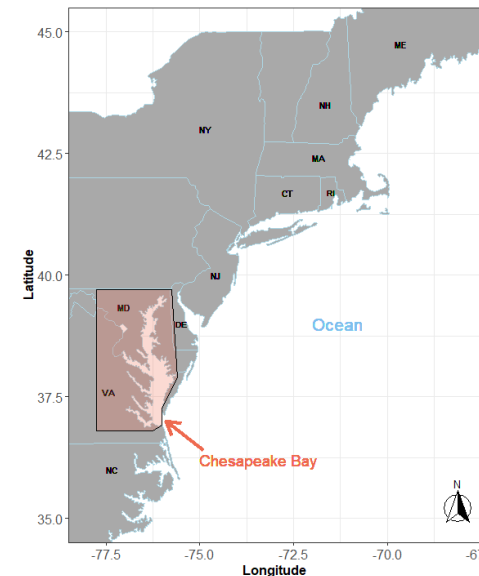 45.0
ME
NH
NY
42.5
MA
CT
RI
Latitude
40.0
NJ
MD
DE
Ocean
VA
37.5
Chesapeake Bay
NC
N
35.0
-77.5 -75.0 -72.5 -70.0 -67
Longitude